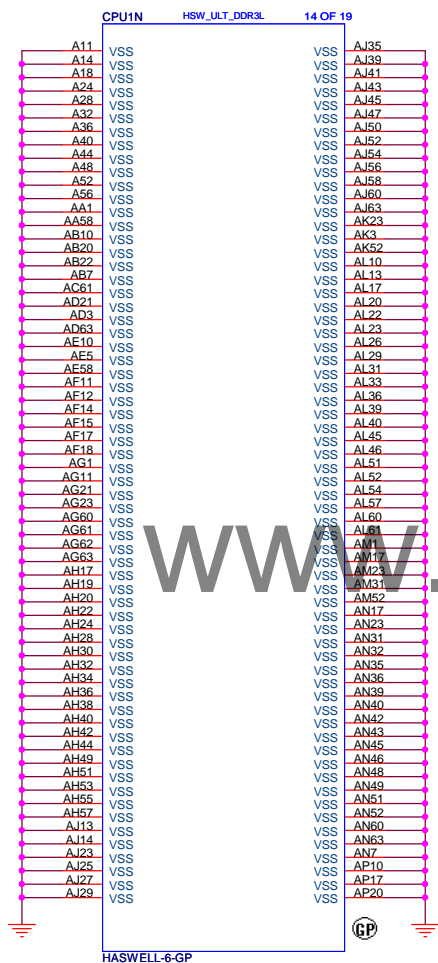 CPU1N HSW_ULT_DDR3L 14 OF 19
A11 VSS VSS AJ35
A14 VSS VSS AJ39
A18 VSS VSS AJ41
A24 VSS VSS AJ43
A28 VSS VSS AJ45
A32 VSS VSS AJ47
A36 VSS VSS AJ50
A40 VSS VSS AJ52
A44 VSS VSS AJ54
A48 VSS VSS AJ56
A52 VSS VSS AJ58
A56 VSS VSS AJ60
AA1 VSS VSS AJ63
AA58 VSS VSS AK23
AB10 VSS VSS AK3
AB20 VSS VSS AK52
AB22 VSS VSS AL10
AB7 VSS VSS AL13
AC61 VSS VSS AL17
AD21 VSS VSS AL20
AD3 VSS VSS AL22
AD63 VSS VSS AL23
AE10 VSS VSS AL26
AE5 VSS VSS AL29
AE58 VSS VSS AL31
AF11 VSS VSS AL33
AF12 VSS VSS AL36
AF14 VSS VSS AL39
AF15 VSS VSS AL40
AF17 VSS VSS AL45
AF18 VSS VSS AL46
AG1 VSS VSS AL51
AG11 VSS VSS AL52
AG21 VSS VSS AL54
AG23 VSS VSS AL57
AG60 VSS VSS AL60
AG61 VSS VSS AL61
AG62 VSS VSS AM1
AG63 VSS VSS AM17
AH17 VSS VSS AM23
AH19 VSS VSS AM31
AH20 VSS VSS AM52
AH22 VSS VSS AN17
AH24 VSS VSS AN23
AH28 VSS VSS AN31
AH30 VSS VSS AN32
AH32 VSS VSS AN35
AH34 VSS VSS AN36
AH36 VSS VSS AN39
AH38 VSS VSS AN40
AH40 VSS VSS AN42
AH42 VSS VSS AN43
AH44 VSS VSS AN45
AH49 VSS VSS AN46
AH51 VSS VSS AN48
AH53 VSS VSS AN49
AH55 VSS VSS AN51
AH57 VSS VSS AN52
AJ13 VSS VSS AN60
AJ14 VSS VSS AN63
AJ23 VSS VSS AN7
AJ25 VSS VSS AP10
AJ27 VSS VSS AP17
AJ29 VSS VSS AP20
www.
GP
HASWELL-6-GP